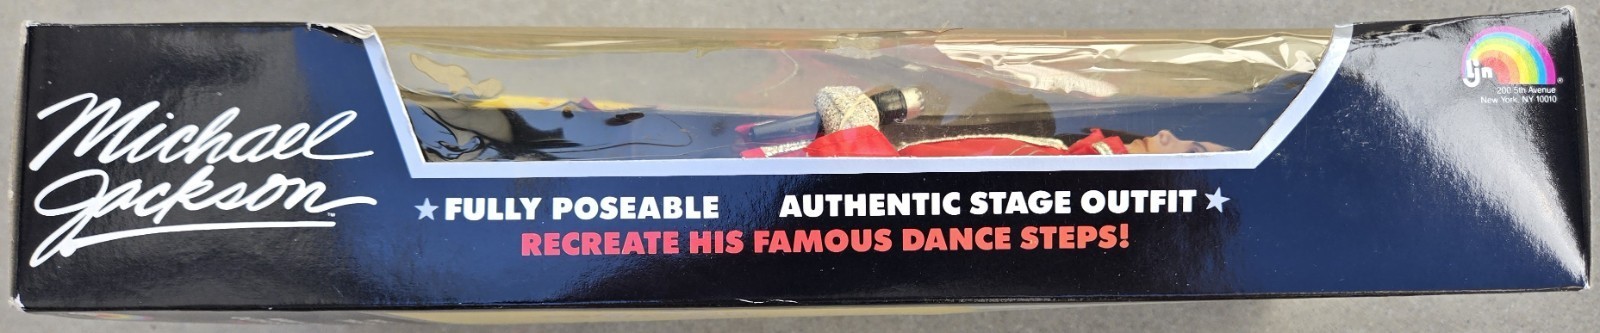 Michael
Jackson™
★FULLY POSEABLE AUTHENTIC STAGE OUTFIT★
RECREATE HIS FAMOUS DANCE STEPS!
ljn®
200 5th Avenue
New York, NY 10010